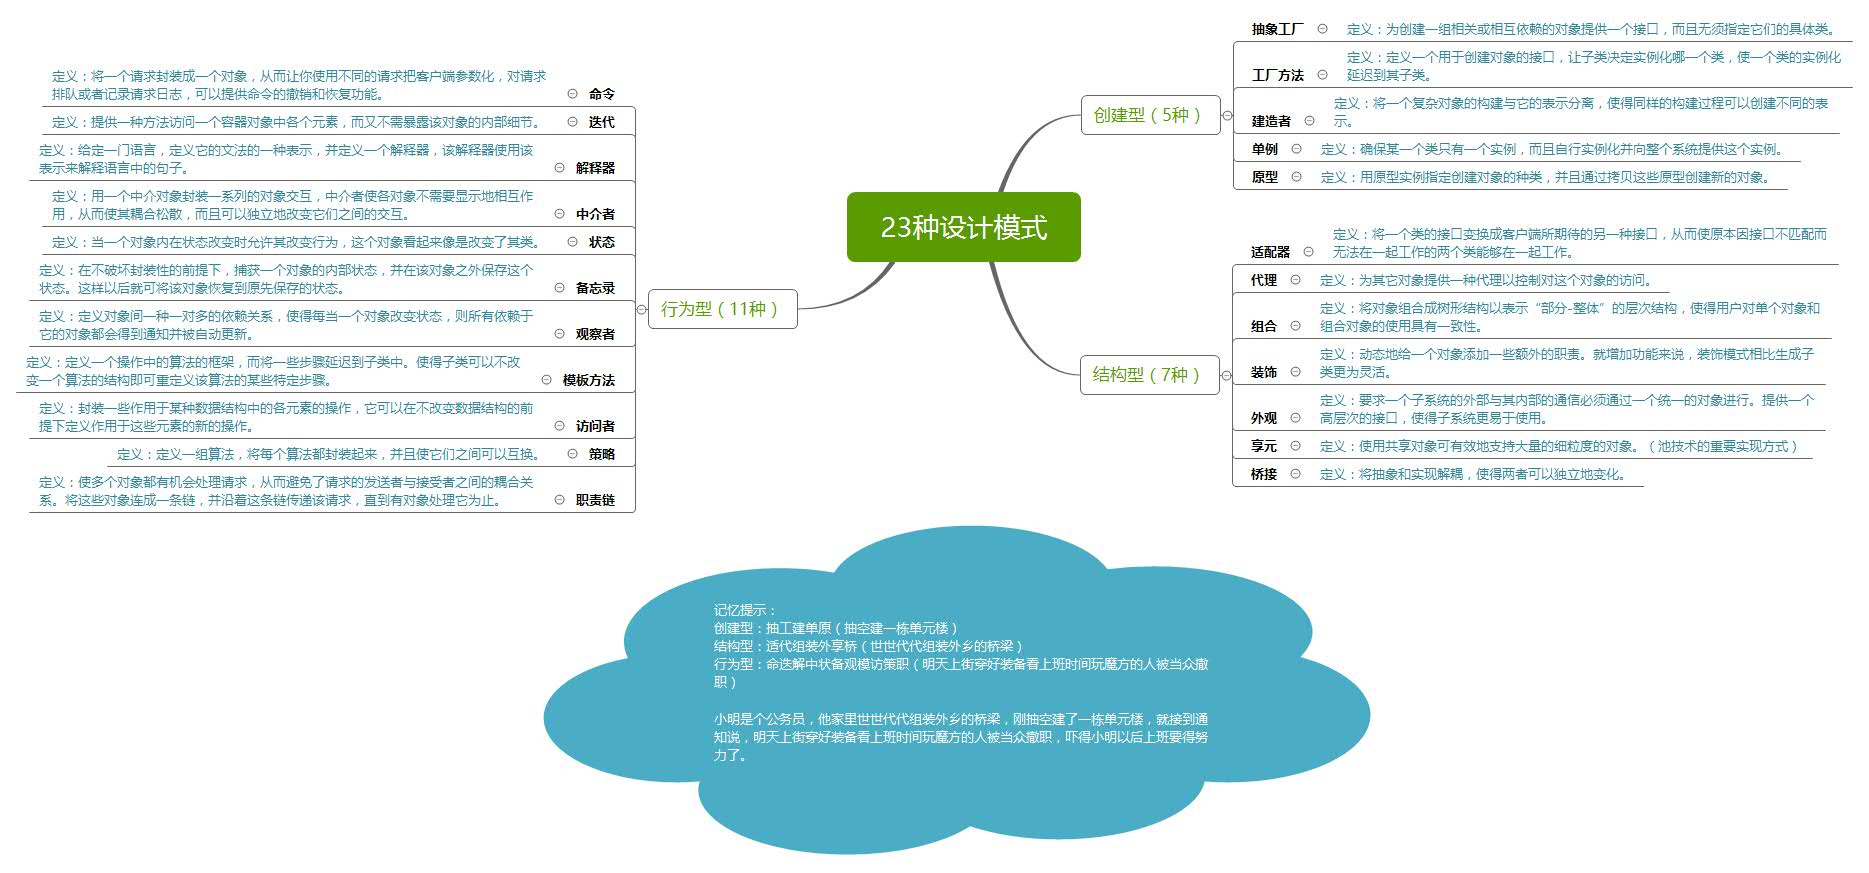 23种设计模式
创建型（5种）
抽象工厂
定义：为创建一组相关或相互依赖的对象提供一个接口，而且无须指定它们的具体类。
工厂方法
定义：定义一个用于创建对象的接口，让子类决定实例化哪一个类，使一个类的实例化
延迟到其子类。
建造者
定义：将一个复杂对象的构建与它的表示分离，使得同样的构建过程可以创建不同的表
示。
单例
定义：确保某一个类只有一个实例，而且自行实例化并向整个系统提供这个实例。
原型
定义：用原型实例指定创建对象的种类，并且通过拷贝这些原型创建新的对象。
结构型（7种）
适配器
定义：将一个类的接口变换成客户端所期待的另一种接口，从而使原本因接口不匹配而
无法在一起工作的两个类能够在一起工作。
代理
定义：为其它对象提供一种代理以控制对这个对象的访问。
组合
定义：将对象组合成树形结构以表示“部分-整体”的层次结构，使得用户对单个对象和
组合对象的使用具有一致性。
装饰
定义：动态地给一个对象添加一些额外的职责。就增加功能来说，装饰模式相比生成子
类更为灵活。
外观
定义：要求一个子系统的外部与其内部的通信必须通过一个统一的对象进行。提供一个
高层次的接口，使得子系统更易于使用。
享元
定义：使用共享对象可有效地支持大量的细粒度的对象。（池技术的重要实现方式）
桥接
定义：将抽象和实现解耦，使得两者可以独立地变化。
行为型（11种）
定义：将一个请求封装成一个对象，从而让你使用不同的请求把客户端参数化，对请求
排队或者记录请求日志，可以提供命令的撤销和恢复功能。
命令
定义：提供一种方法访问一个容器对象中各个元素，而又不需暴露该对象的内部细节。
迭代
定义：给定一门语言，定义它的文法的一种表示，并定义一个解释器，该解释器使用该
表示来解释语言中的句子。
解释器
定义：用一个中介对象封装一系列的对象交互，中介者使各对象不需要显示地相互作
用，从而使其耦合松散，而且可以独立地改变它们之间的交互。
中介者
定义：当一个对象内在状态改变时允许其改变行为，这个对象看起来像是改变了其类。
状态
定义：在不破坏封装性的前提下，捕获一个对象的内部状态，并在该对象之外保存这个
状态。这样以后就可将该对象恢复到原先保存的状态。
备忘录
定义：定义对象间一种一对多的依赖关系，使得每当一个对象改变状态，则所有依赖于
它的对象都会得到通知并被自动更新。
观察者
定义：定义一个操作中的算法的框架，而将一些步骤延迟到子类中。使得子类可以不改
变一个算法的结构即可重定义该算法的某些特定步骤。
模板方法
定义：封装一些作用于某种数据结构中的各元素的操作，它可以在不改变数据结构的前
提下定义作用于这些元素的新的操作。
访问者
定义：定义一组算法，将每个算法都封装起来，并且使它们之间可以互换。
策略
定义：使多个对象都有机会处理请求，从而避免了请求的发送者与接受者之间的耦合关
系。将这些对象连成一条链，并沿着这条链传递该请求，直到有对象处理它为止。
职责链
记忆提示：
创建型：抽工建单原（抽空建一栋单元楼）
结构型：适代组装外享桥（世世代代组装外乡的桥梁）
行为型：命迭解中状备观模访策职（明天上街穿好装备看上班时间玩魔方的人被当众撤
职）
小明是个公务员，他家里世世代代组装外乡的桥梁，刚抽空建了一栋单元楼，就接到通
知说，明天上街穿好装备看上班时间玩魔方的人被当众撤职，吓得小明以后上班要得努
力了。